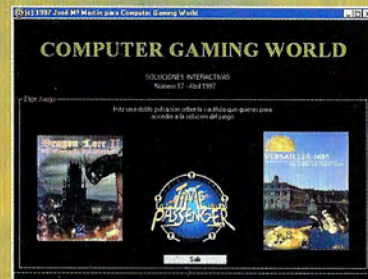 (c) 1997 José Mª Martín para Computer Gaming World
COMPUTER GAMING WORLD
SOLUCIONES INTERACTIVAS
Número 17 - Abril 1997
Elige Juego
Haz una doble pulsación sobre la carátula que quieras para
acceder a la solución del juego
Dragon Lore II
TIME
PASSENGER
VERSAILLES 1685
Salir